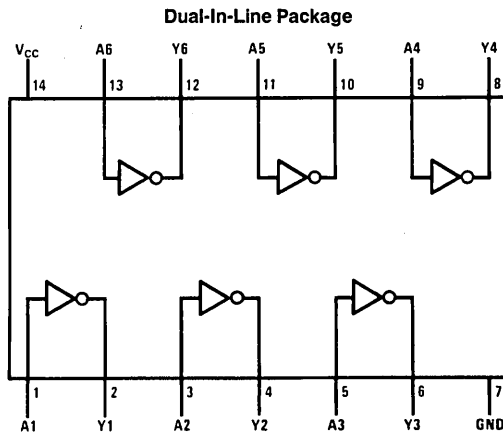 Dual-In-Line Package
VCC A6 Y6 A5 Y5 A4 Y4
14 13 12 11 10 9 8
1 2 3 4 5 6 7
A1 Y1 A2 Y2 A3 Y3 GND